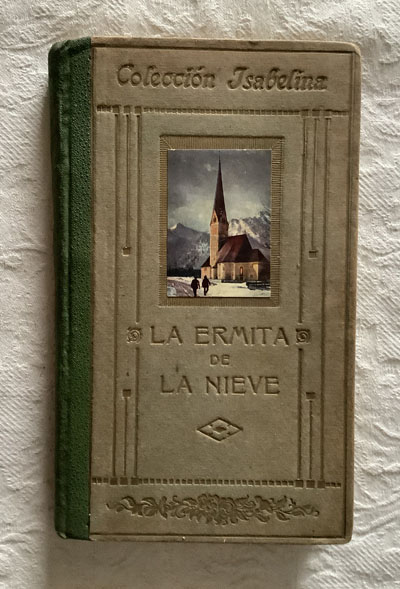 Colección Isabelina
LA ERMITA
DE
LA NIEVE